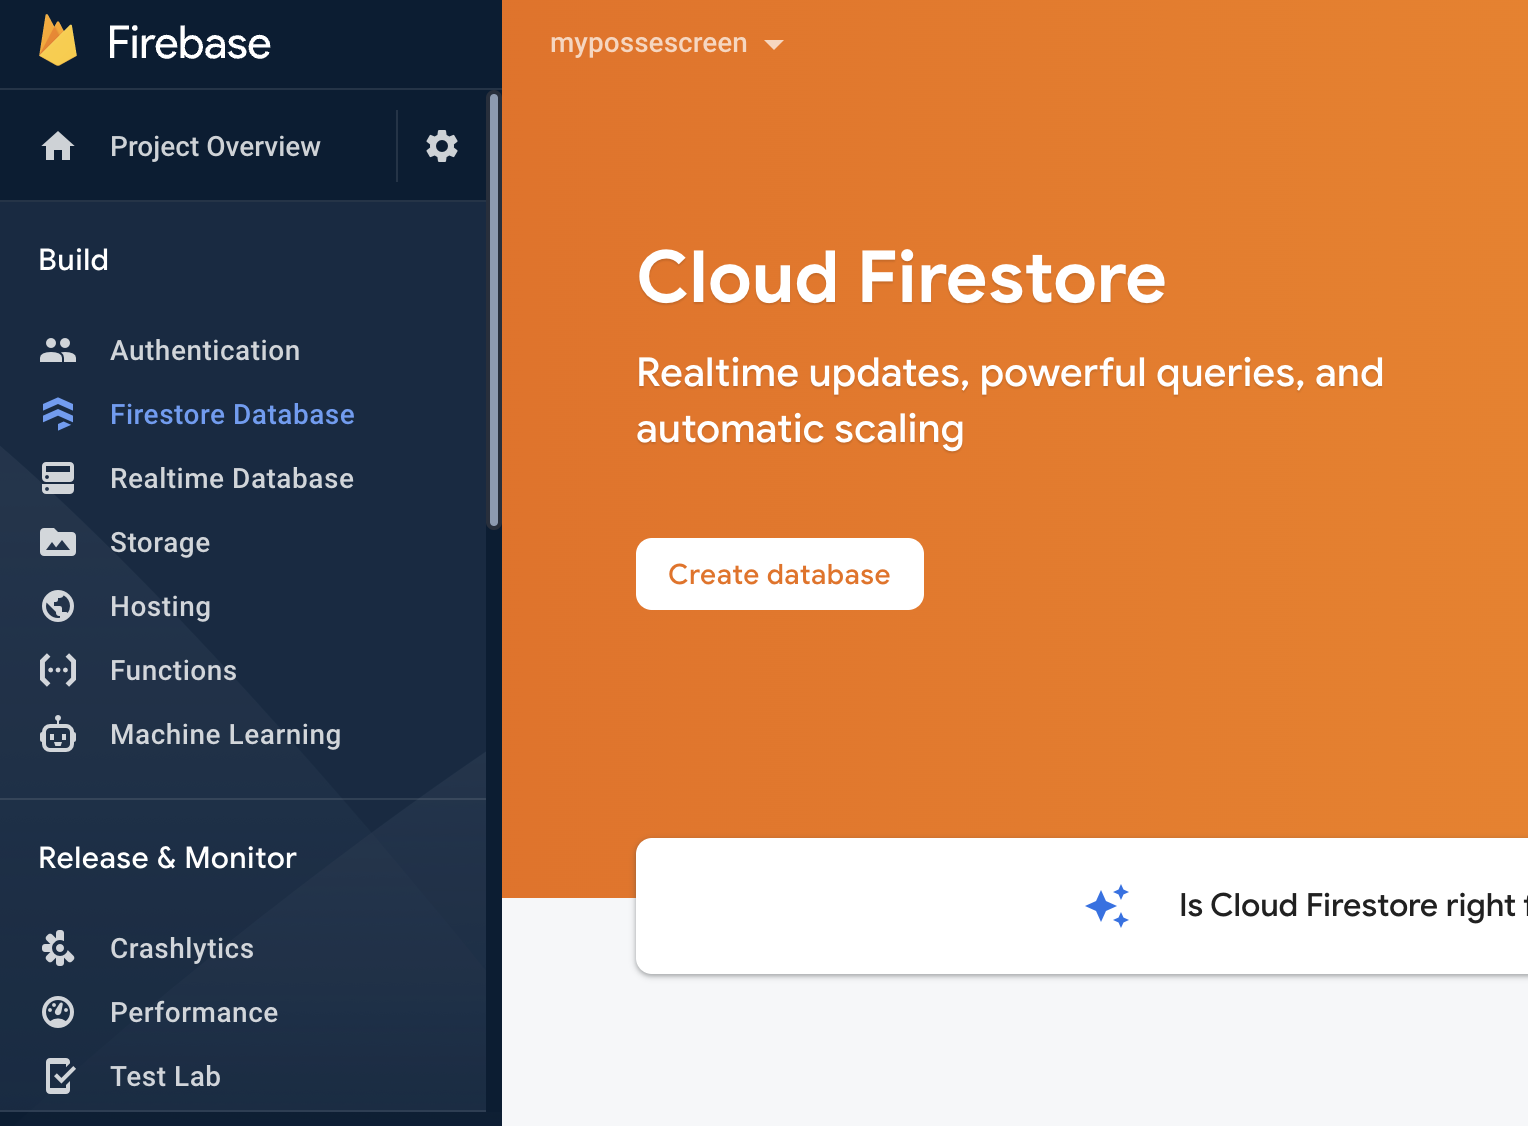 Firebase
Project Overview
Build
Authentication
Firestore Database
Realtime Database
Storage
Hosting
Functions
Machine Learning
Release & Monitor
Crashlytics
Performance
Test Lab
mypossescreen
Cloud Firestore
Realtime updates, powerful queries, and
automatic scaling
Create database
Is Cloud Firestore right